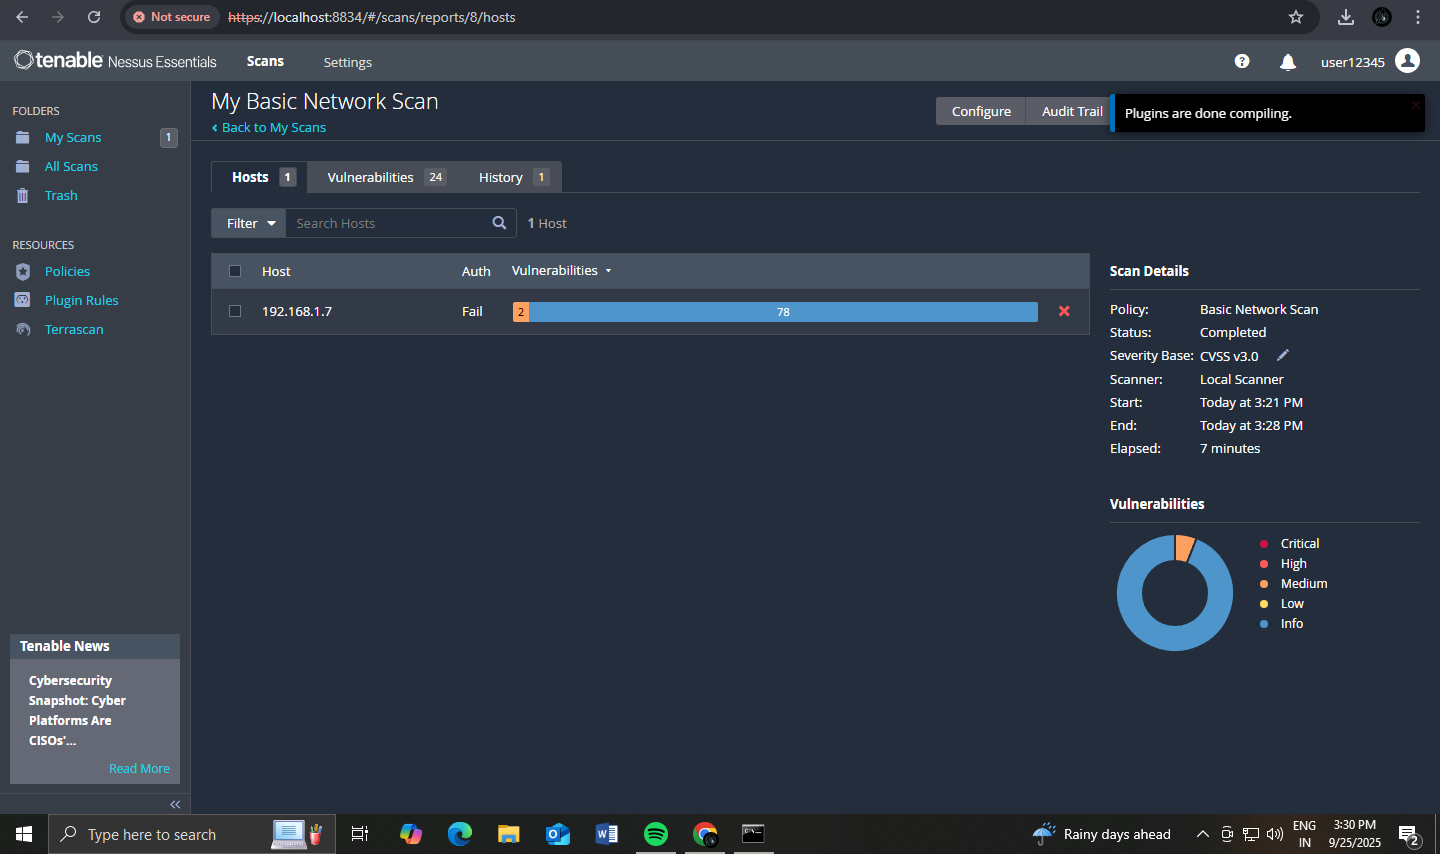 Not secure https://localhost:8834/#/scans/reports/8/hosts
tenable Nessus Essentials Scans Settings user12345
FOLDERS
My Scans 1
All Scans
Trash
RESOURCES
Policies
Plugin Rules
Terrascan
Tenable News
Cybersecurity
Snapshot: Cyber
Platforms Are
CISOs'...
Read More
My Basic Network Scan
Back to My Scans
Configure Audit Trail
Plugins are done compiling.
Hosts 1 Vulnerabilities 24 History 1
Filter Search Hosts 1 Host
Host Auth Vulnerabilities
192.168.1.7 Fail 2 78
Scan Details
Policy: Basic Network Scan
Status: Completed
Severity Base: CVSS v3.0
Scanner: Local Scanner
Start: Today at 3:21 PM
End: Today at 3:28 PM
Elapsed: 7 minutes
Vulnerabilities
Critical
High
Medium
Low
Info
Type here to search
Rainy days ahead
ENG
IN
3:30 PM
9/25/2025
2